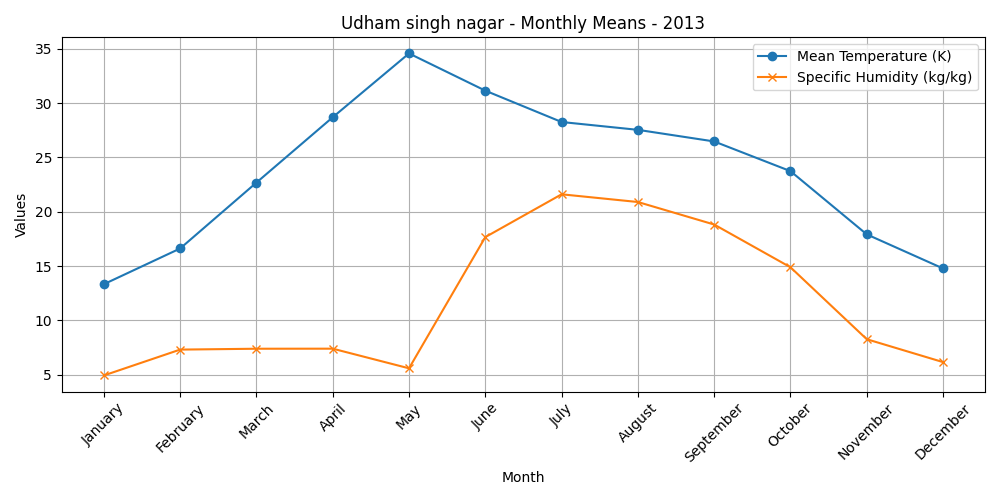 Udham singh nagar - Monthly Means - 2013
Mean Temperature (K)
Specific Humidity (kg/kg)
Values
35
30
25
20
15
10
5
January
February
March
April
May
June
July
August
September
October
November
December
Month